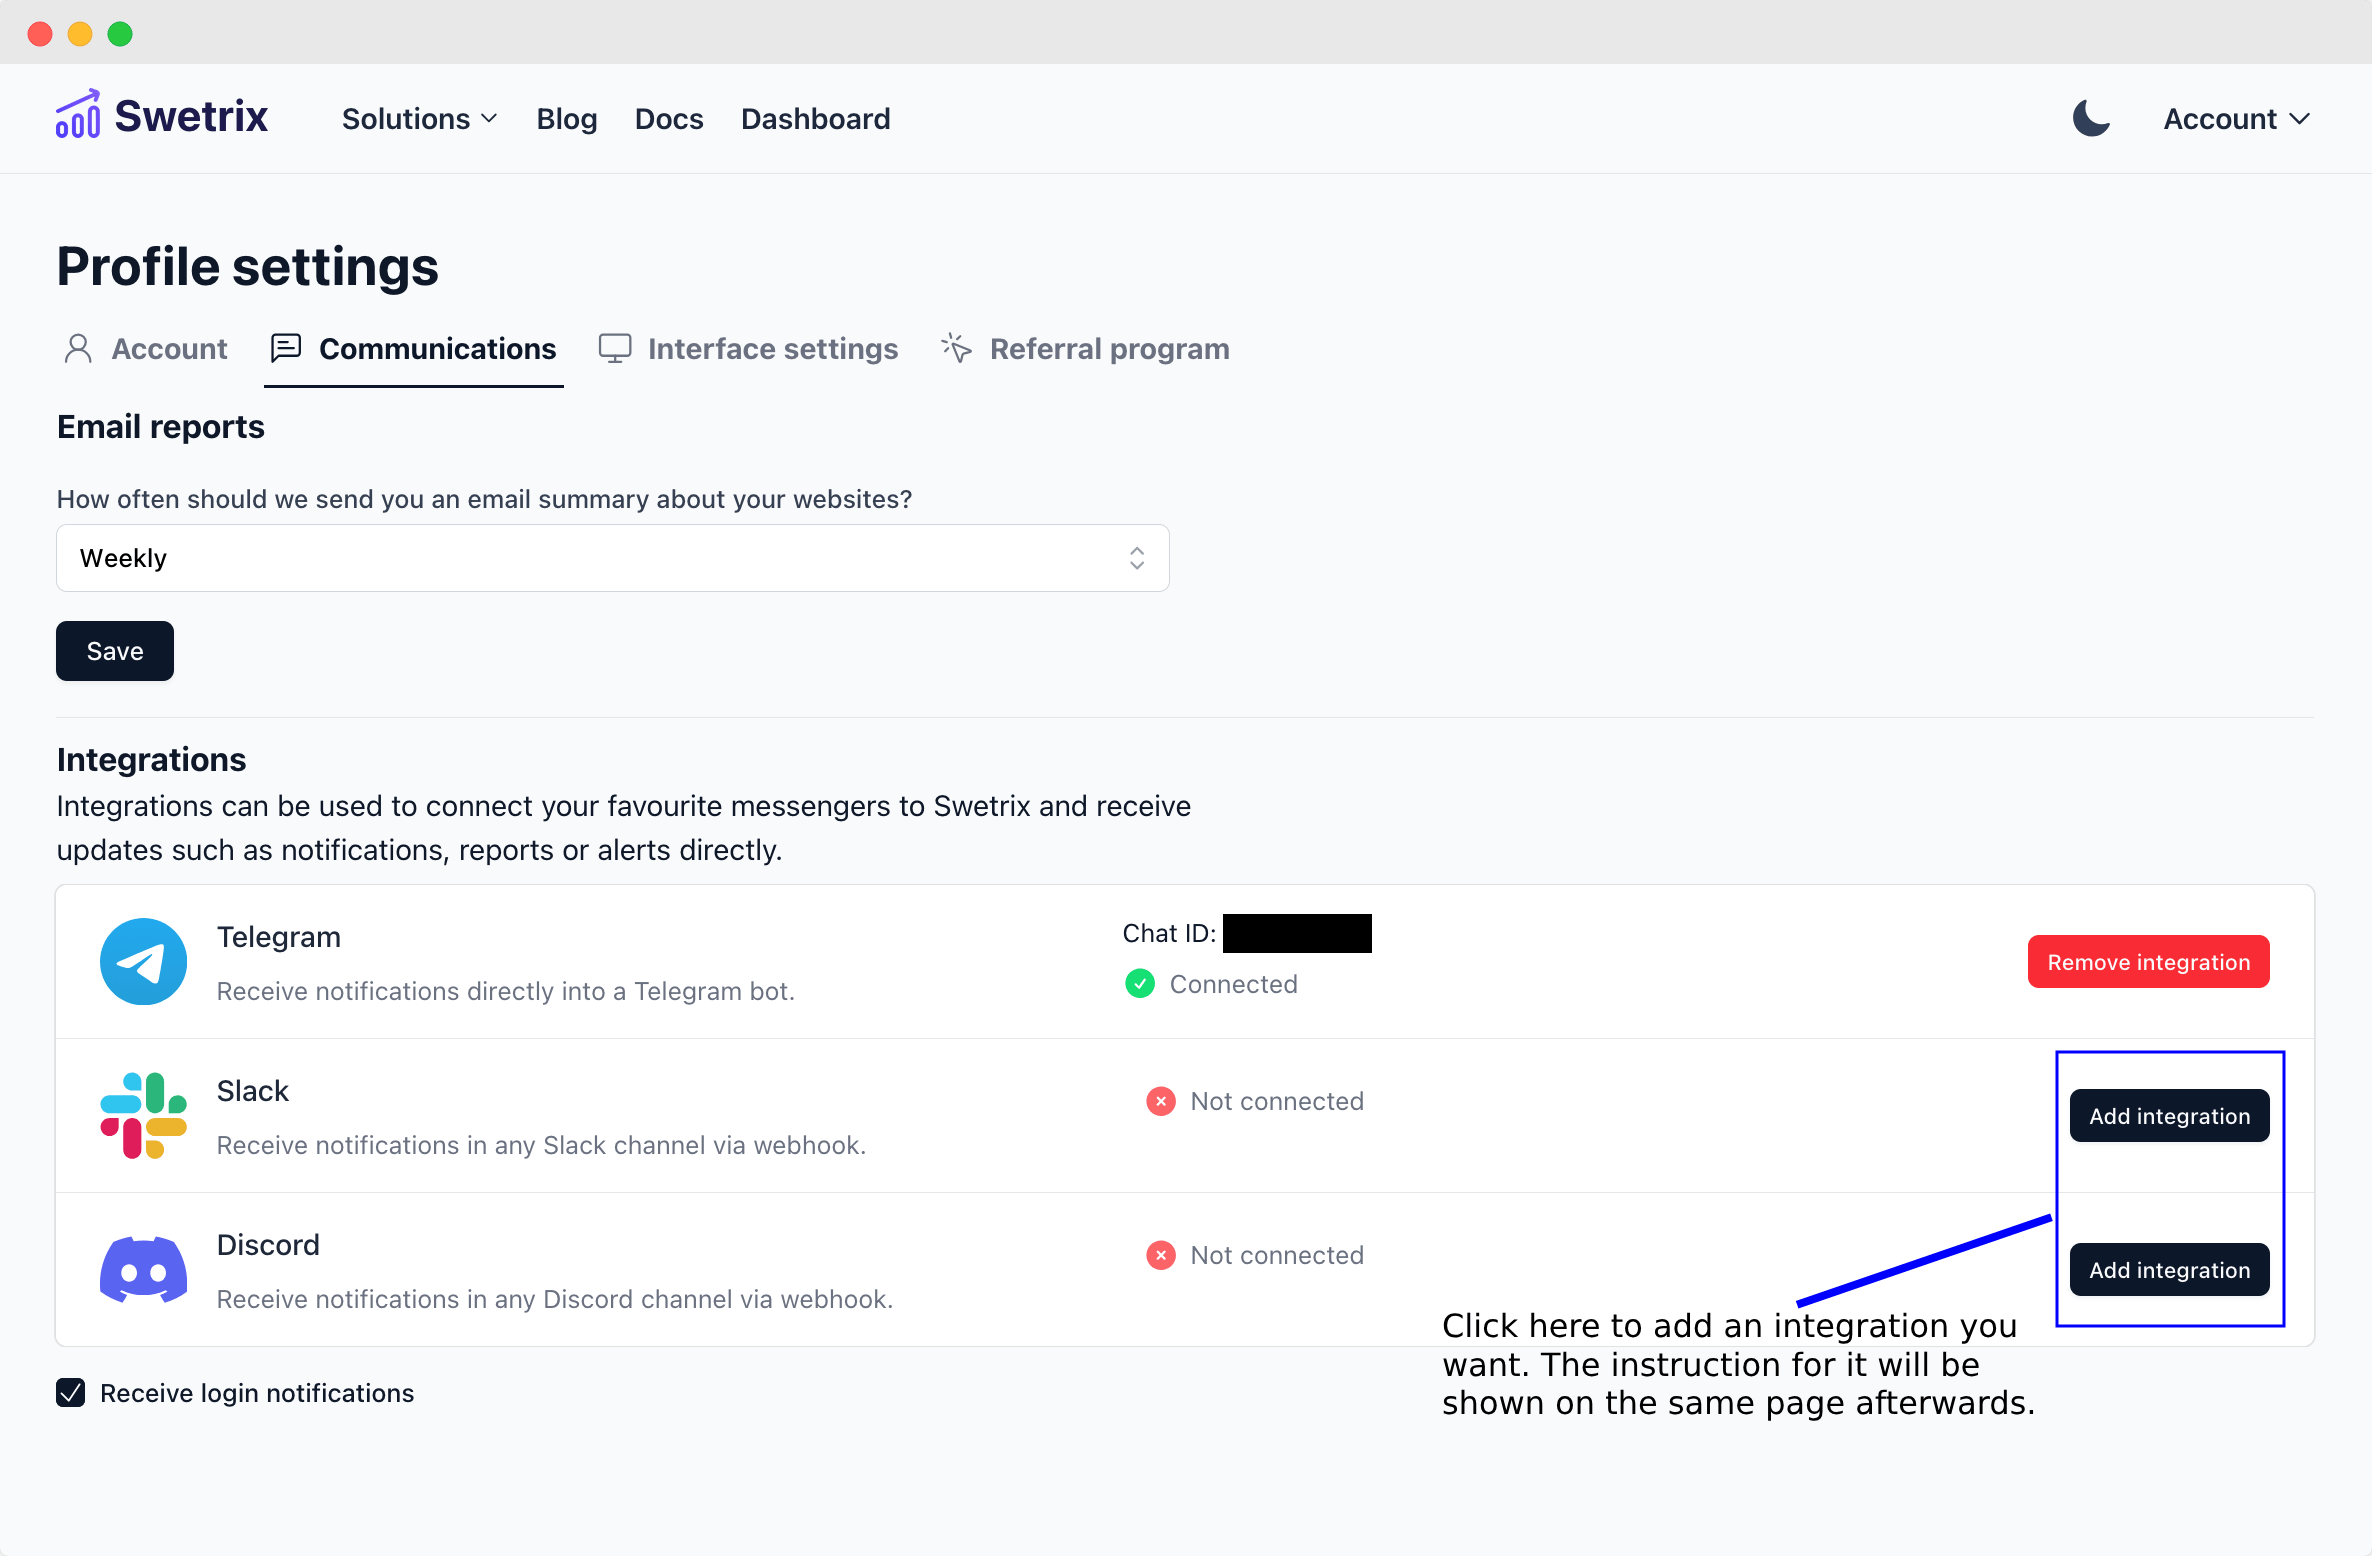 Swetrix
Solutions
Blog
Docs
Dashboard
Account
Profile settings
Account
Communications
Interface settings
Referral program
Email reports
How often should we send you an email summary about your websites?
Weekly
Save
Integrations
Integrations can be used to connect your favourite messengers to Swetrix and receive
updates such as notifications, reports or alerts directly.
Telegram
Receive notifications directly into a Telegram bot.
Chat ID:
Connected
Remove integration
Slack
Receive notifications in any Slack channel via webhook.
Not connected
Add integration
Discord
Receive notifications in any Discord channel via webhook.
Not connected
Add integration
Click here to add an integration you
want. The instruction for it will be
shown on the same page afterwards.
Receive login notifications